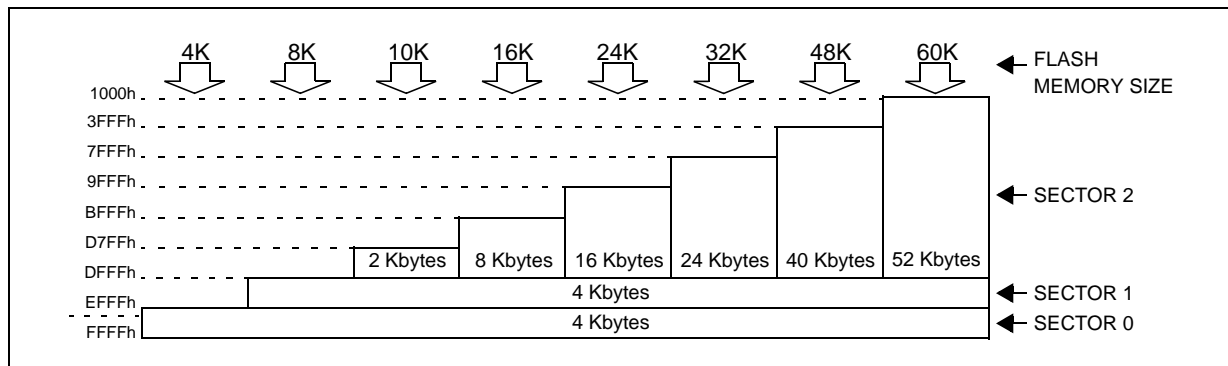 4K 8K 10K 16K 24K 32K 48K 60K
FLASH
MEMORY SIZE
1000h
3FFFh
7FFFh
9FFFh
SECTOR 2
BFFFh
D7FFh
2 Kbytes 8 Kbytes 16 Kbytes 24 Kbytes 40 Kbytes 52 Kbytes
DFFFh
4 Kbytes
SECTOR 1
EFFFh
4 Kbytes
SECTOR 0
FFFFh